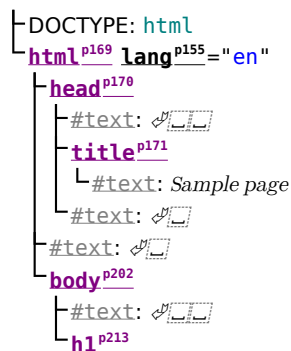 DOCTYPE: html
html^p169 lang^p155="en"
head^p170
#text: ⏎␣␣
title^p171
#text: Sample page
#text: ⏎␣
#text: ⏎␣
body^p202
#text: ⏎␣␣
h1^p213